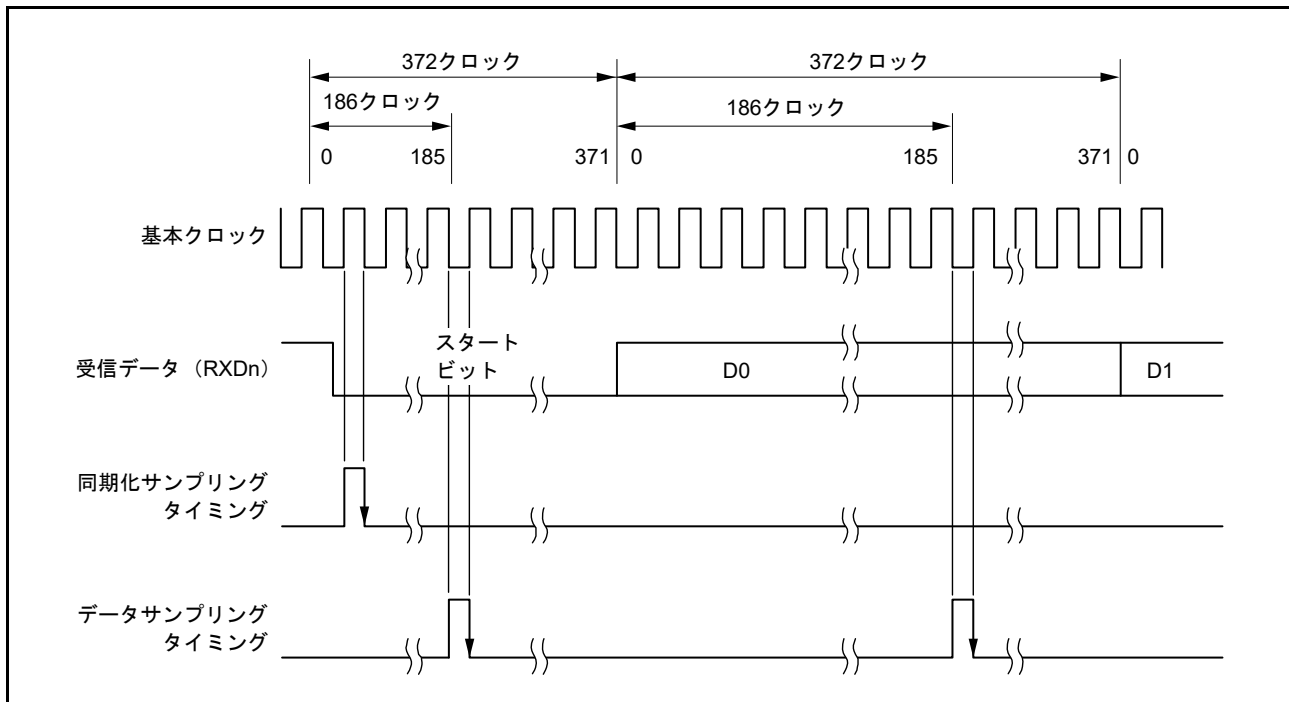 372クロック 372クロック
186クロック 186クロック
0 185 371 0 185 371 0
基本クロック
受信データ（RXDn）
スタート
ビット
D0
D1
同期化サンプリング
タイミング
データサンプリング
タイミング